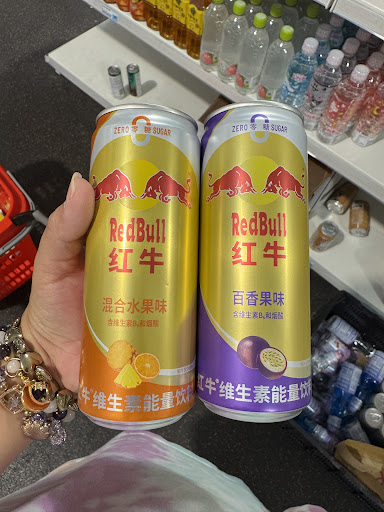 ZERO 零 糖 SUGAR
RedBull
红牛
混合水果味
含维生素B₆和烟酸
牛®维生素能量饮料
ZERO 零 糖 SUGAR
RedBull
红牛
百香果味
含维生素B₆和烟酸
红牛®维生素能量饮